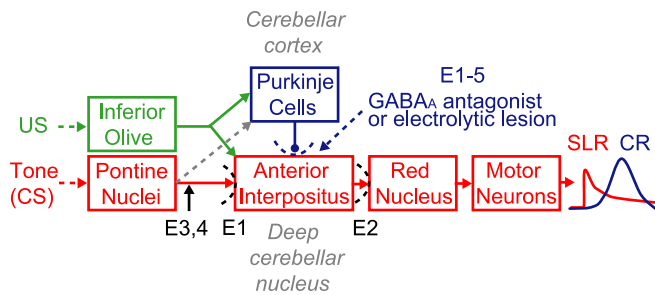 Cerebellar
cortex
E1-5
GABAA antagonist
or electrolytic lesion
Purkinje
Cells
US
Inferior
Olive
SLR CR
Tone
(CS)
Pontine
Nuclei
Anterior
Interpositus
Red
Nucleus
Motor
Neurons
E3,4
E1
E2
Deep
cerebellar
nucleus